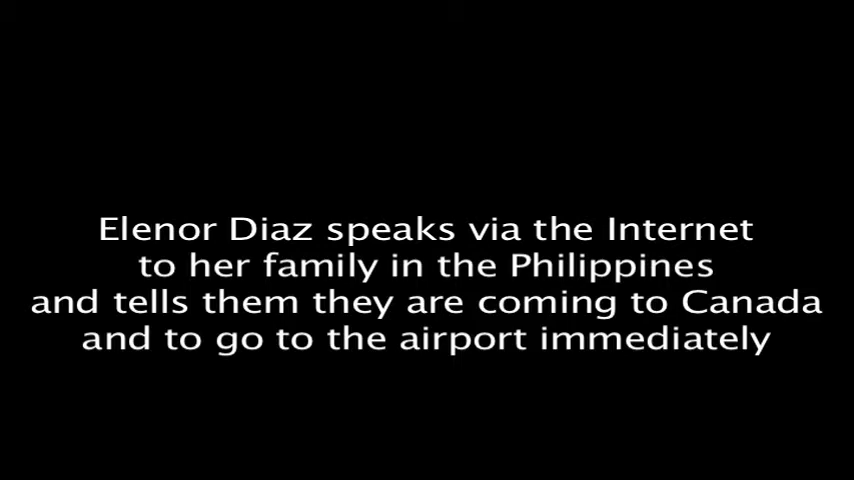 Elenor Diaz speaks via the Internet
to her family in the Philippines
and tells them they are coming to Canada
and to go to the airport immediately